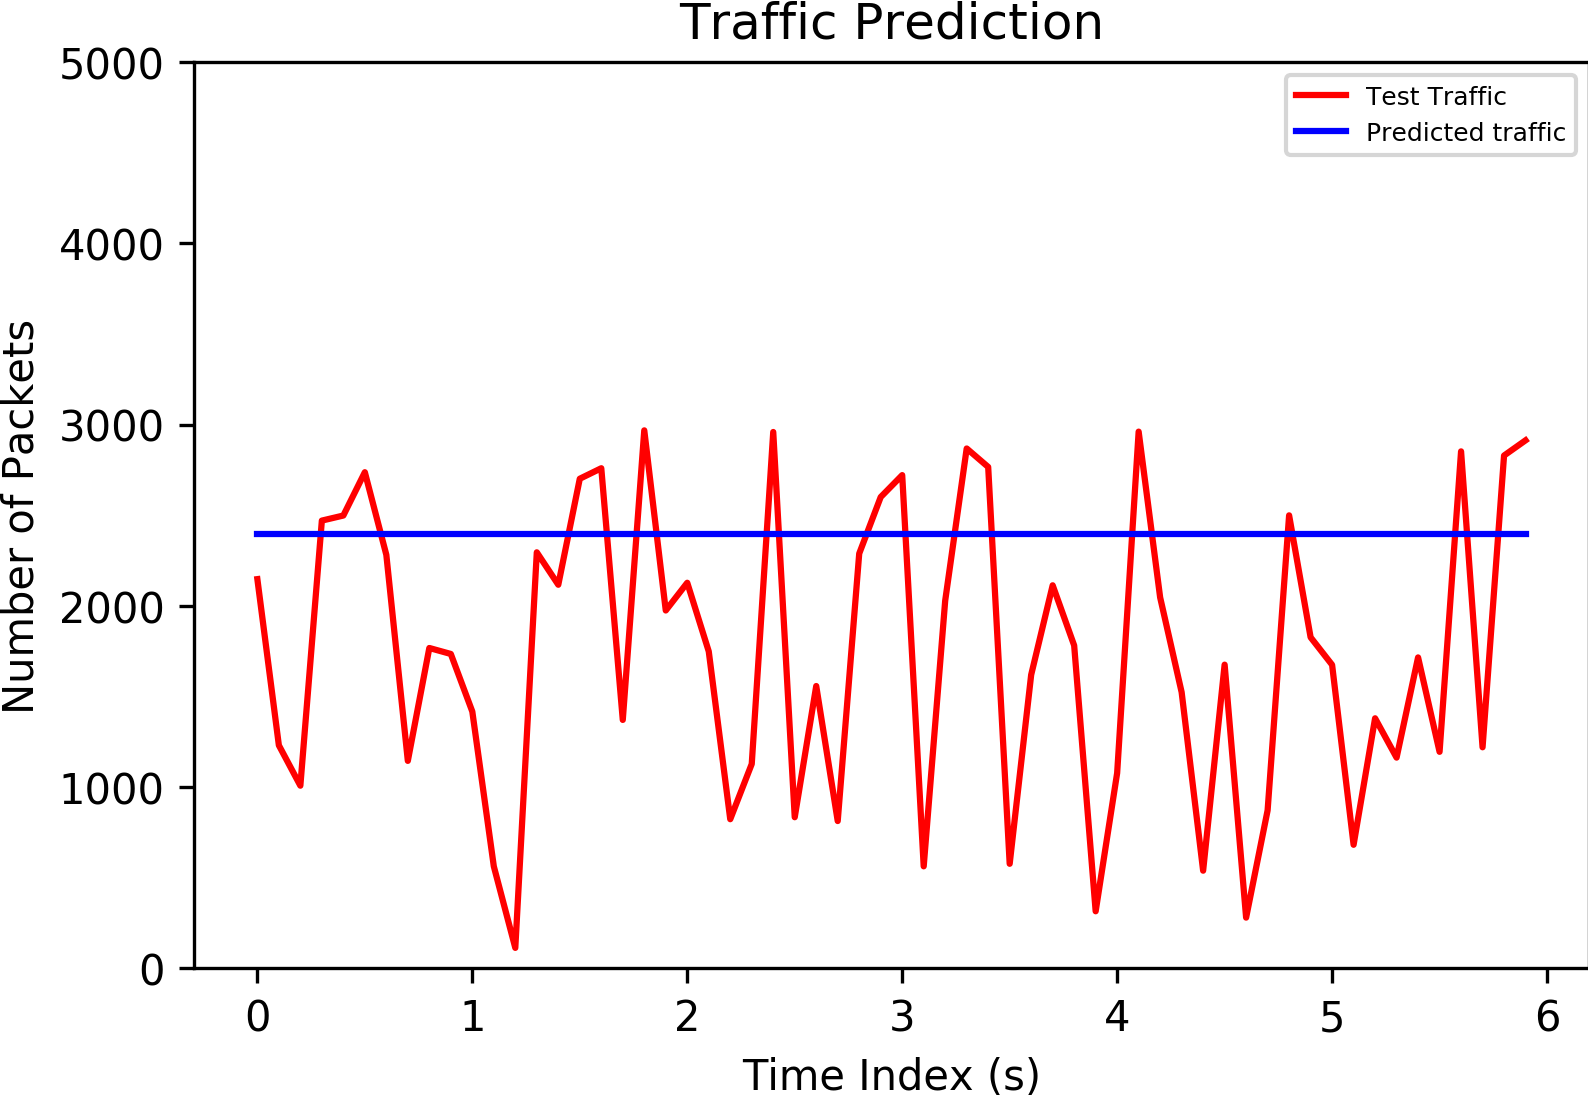 Traffic Prediction
5000
4000
3000
2000
1000
0
Number of Packets
Test Traffic
Predicted traffic
0 1 2 3 4 5 6
Time Index (s)